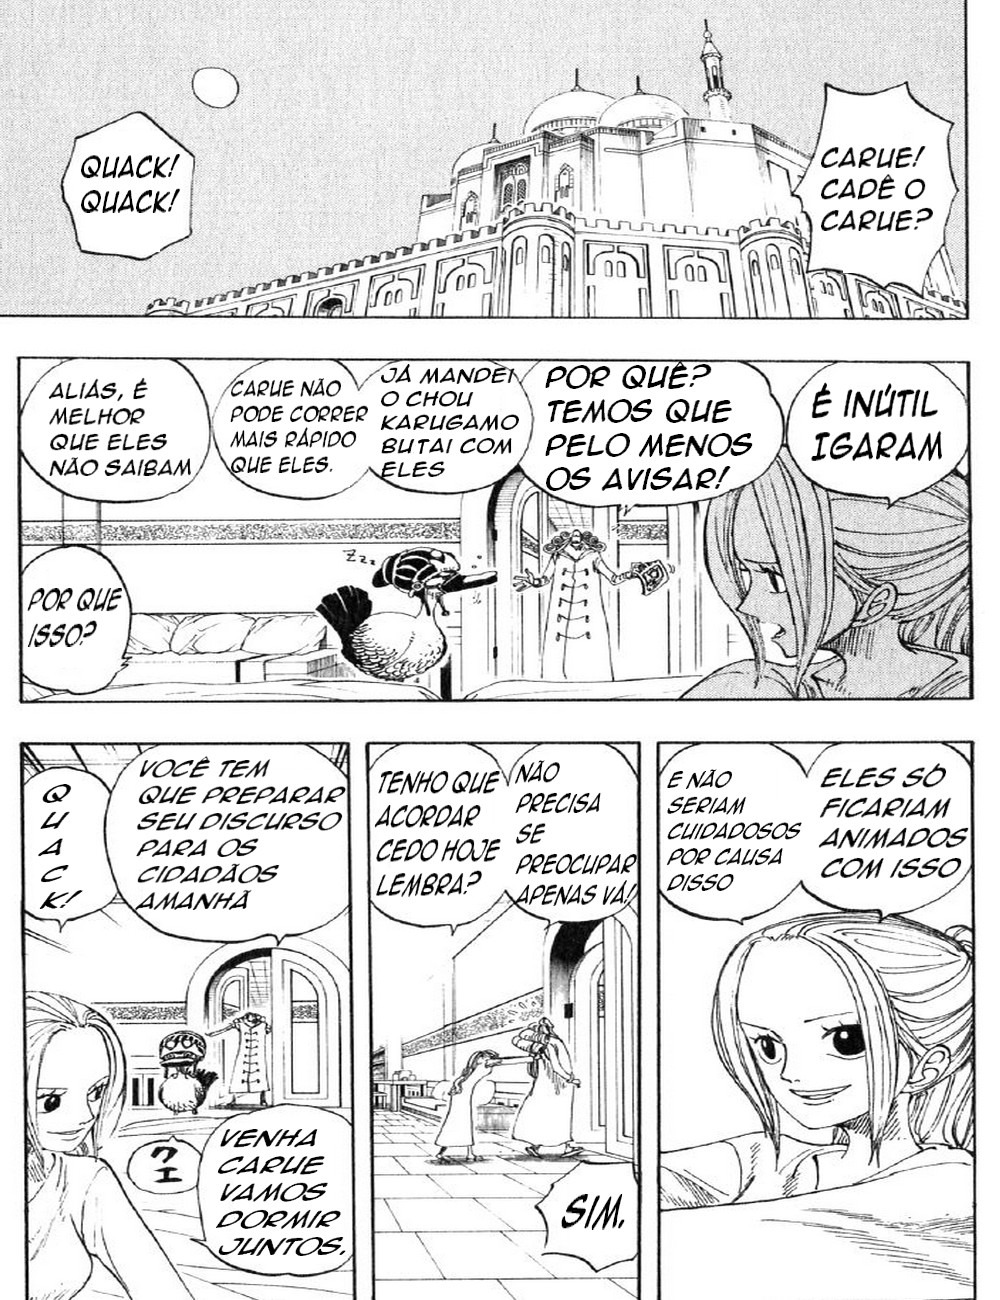 CARUE!
CADÊ O
CARUE?
QUACK!
QUACK!
É INÚTIL
IGARAM
POR QUÊ?
TEMOS QUE
PELO MENOS
OS AVISAR!
JÁ MANDEI
O CHOU
KARUGAMO
BUTAI COM
ELES
CARUE NÃO
PODE CORRER
MAIS RÁPIDO
QUE ELES.
ALIÁS, É
MELHOR
QUE ELES
NÃO SAIBAM
ZZZ
POR QUE
ISSO?
ELES SÓ
FICARIAM
ANIMADOS
COM ISSO
E NÃO
SERIAM
CUIDADOSOS
POR CAUSA
DISSO
NÃO
PRECISA
SE
PREOCUPAR
APENAS VÁ!
TENHO QUE
ACORDAR
CEDO HOJE
LEMBRA?
SIM.
VOCÊ TEM
QUE PREPARAR
SEU DISCURSO
PARA OS
CIDADÃOS
AMANHÃ
Q
U
A
C
K!
VENHA
CARUE
VAMOS
DORMIR
JUNTOS.
クエ